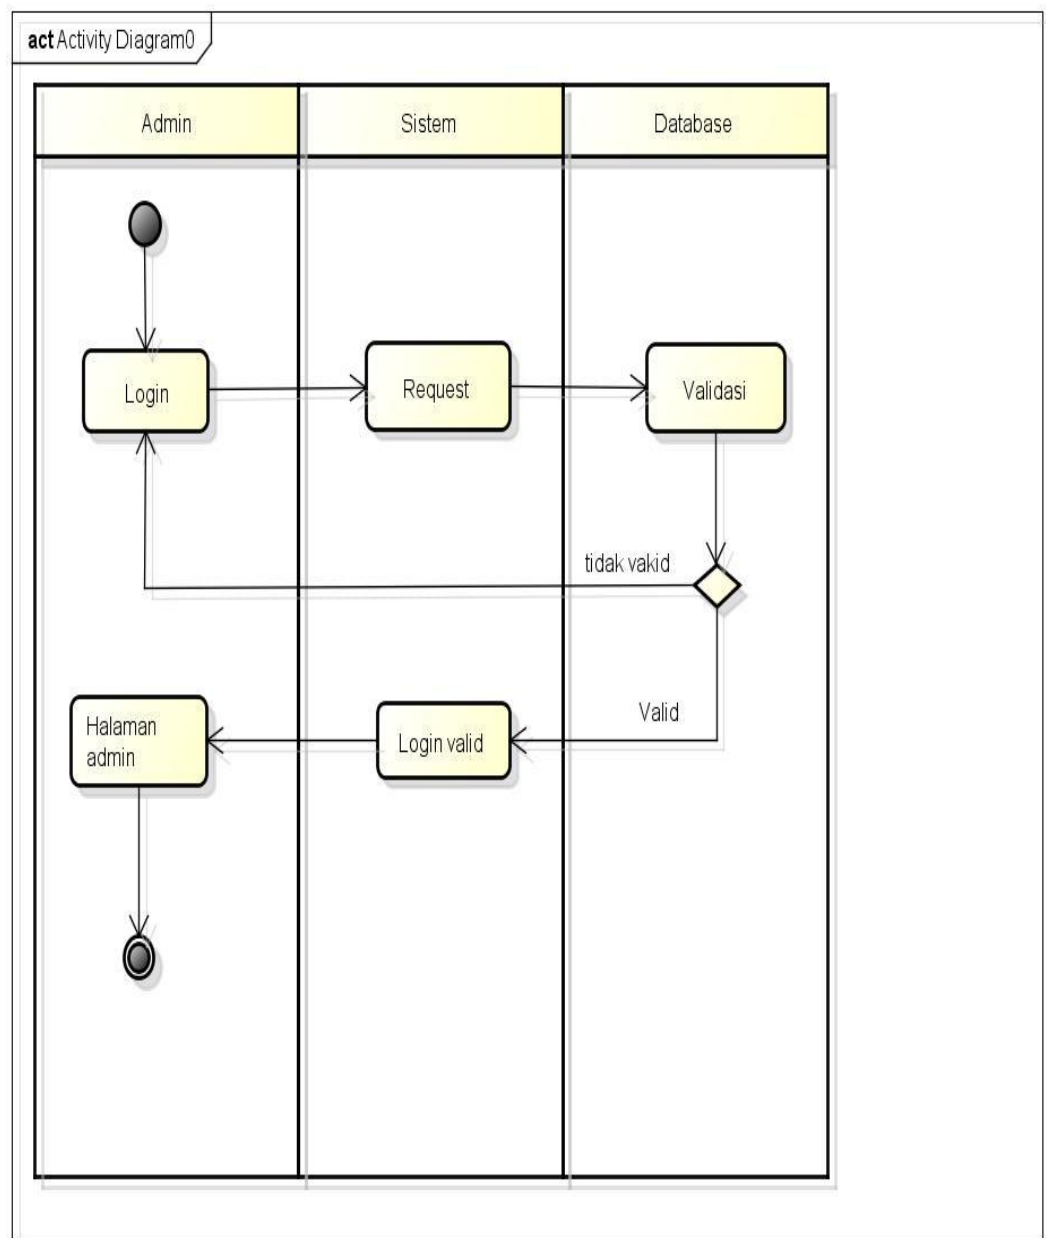 act Activity Diagram0
Admin
Sistem
Database
Login
Request
Validasi
tidak vakid
Valid
Halaman
admin
Login valid